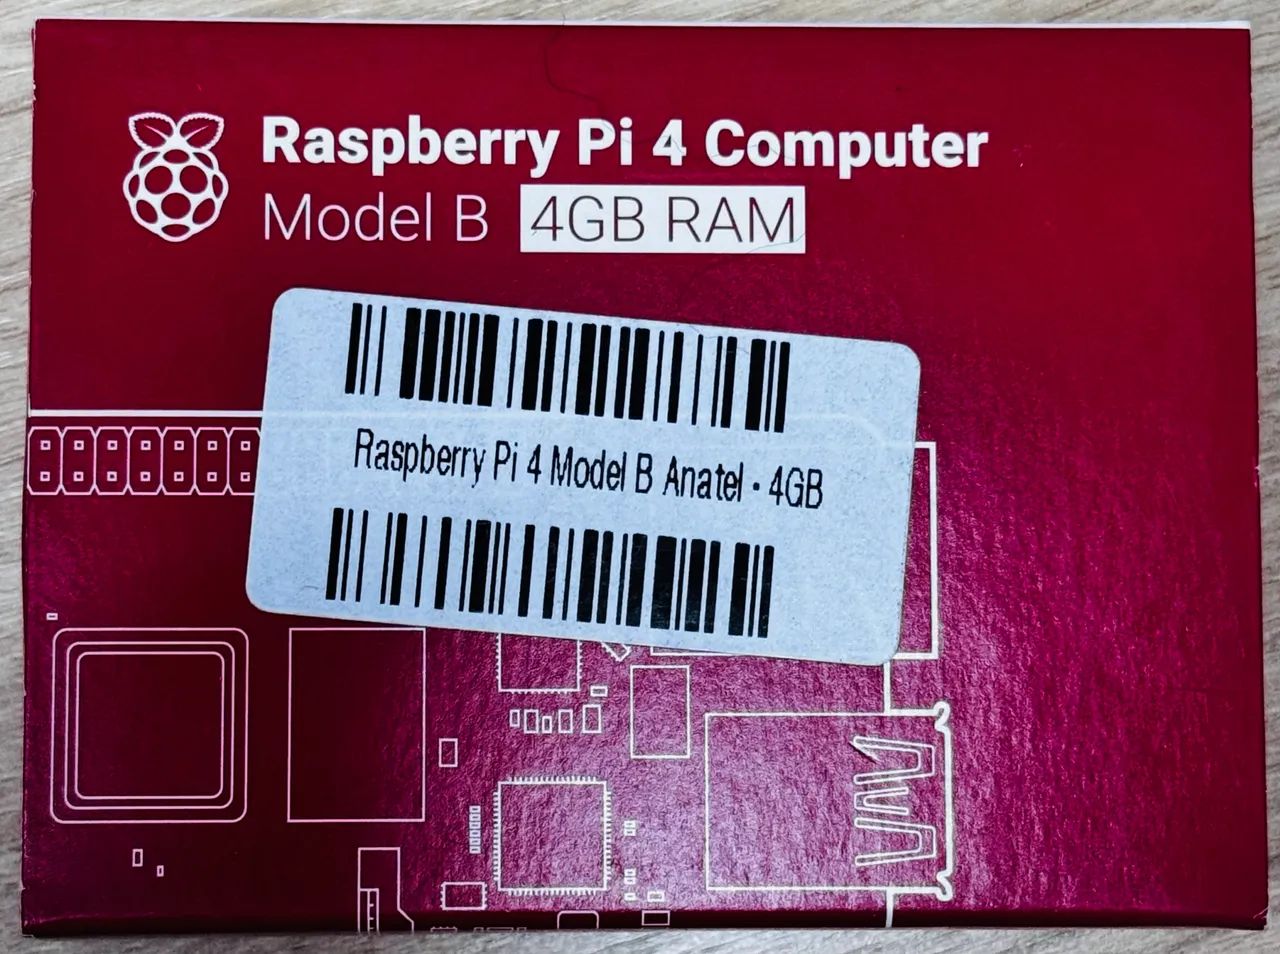 Raspberry Pi 4 Computer
Model B 4GB RAM
Raspberry Pi 4 Model B Anatel - 4GB